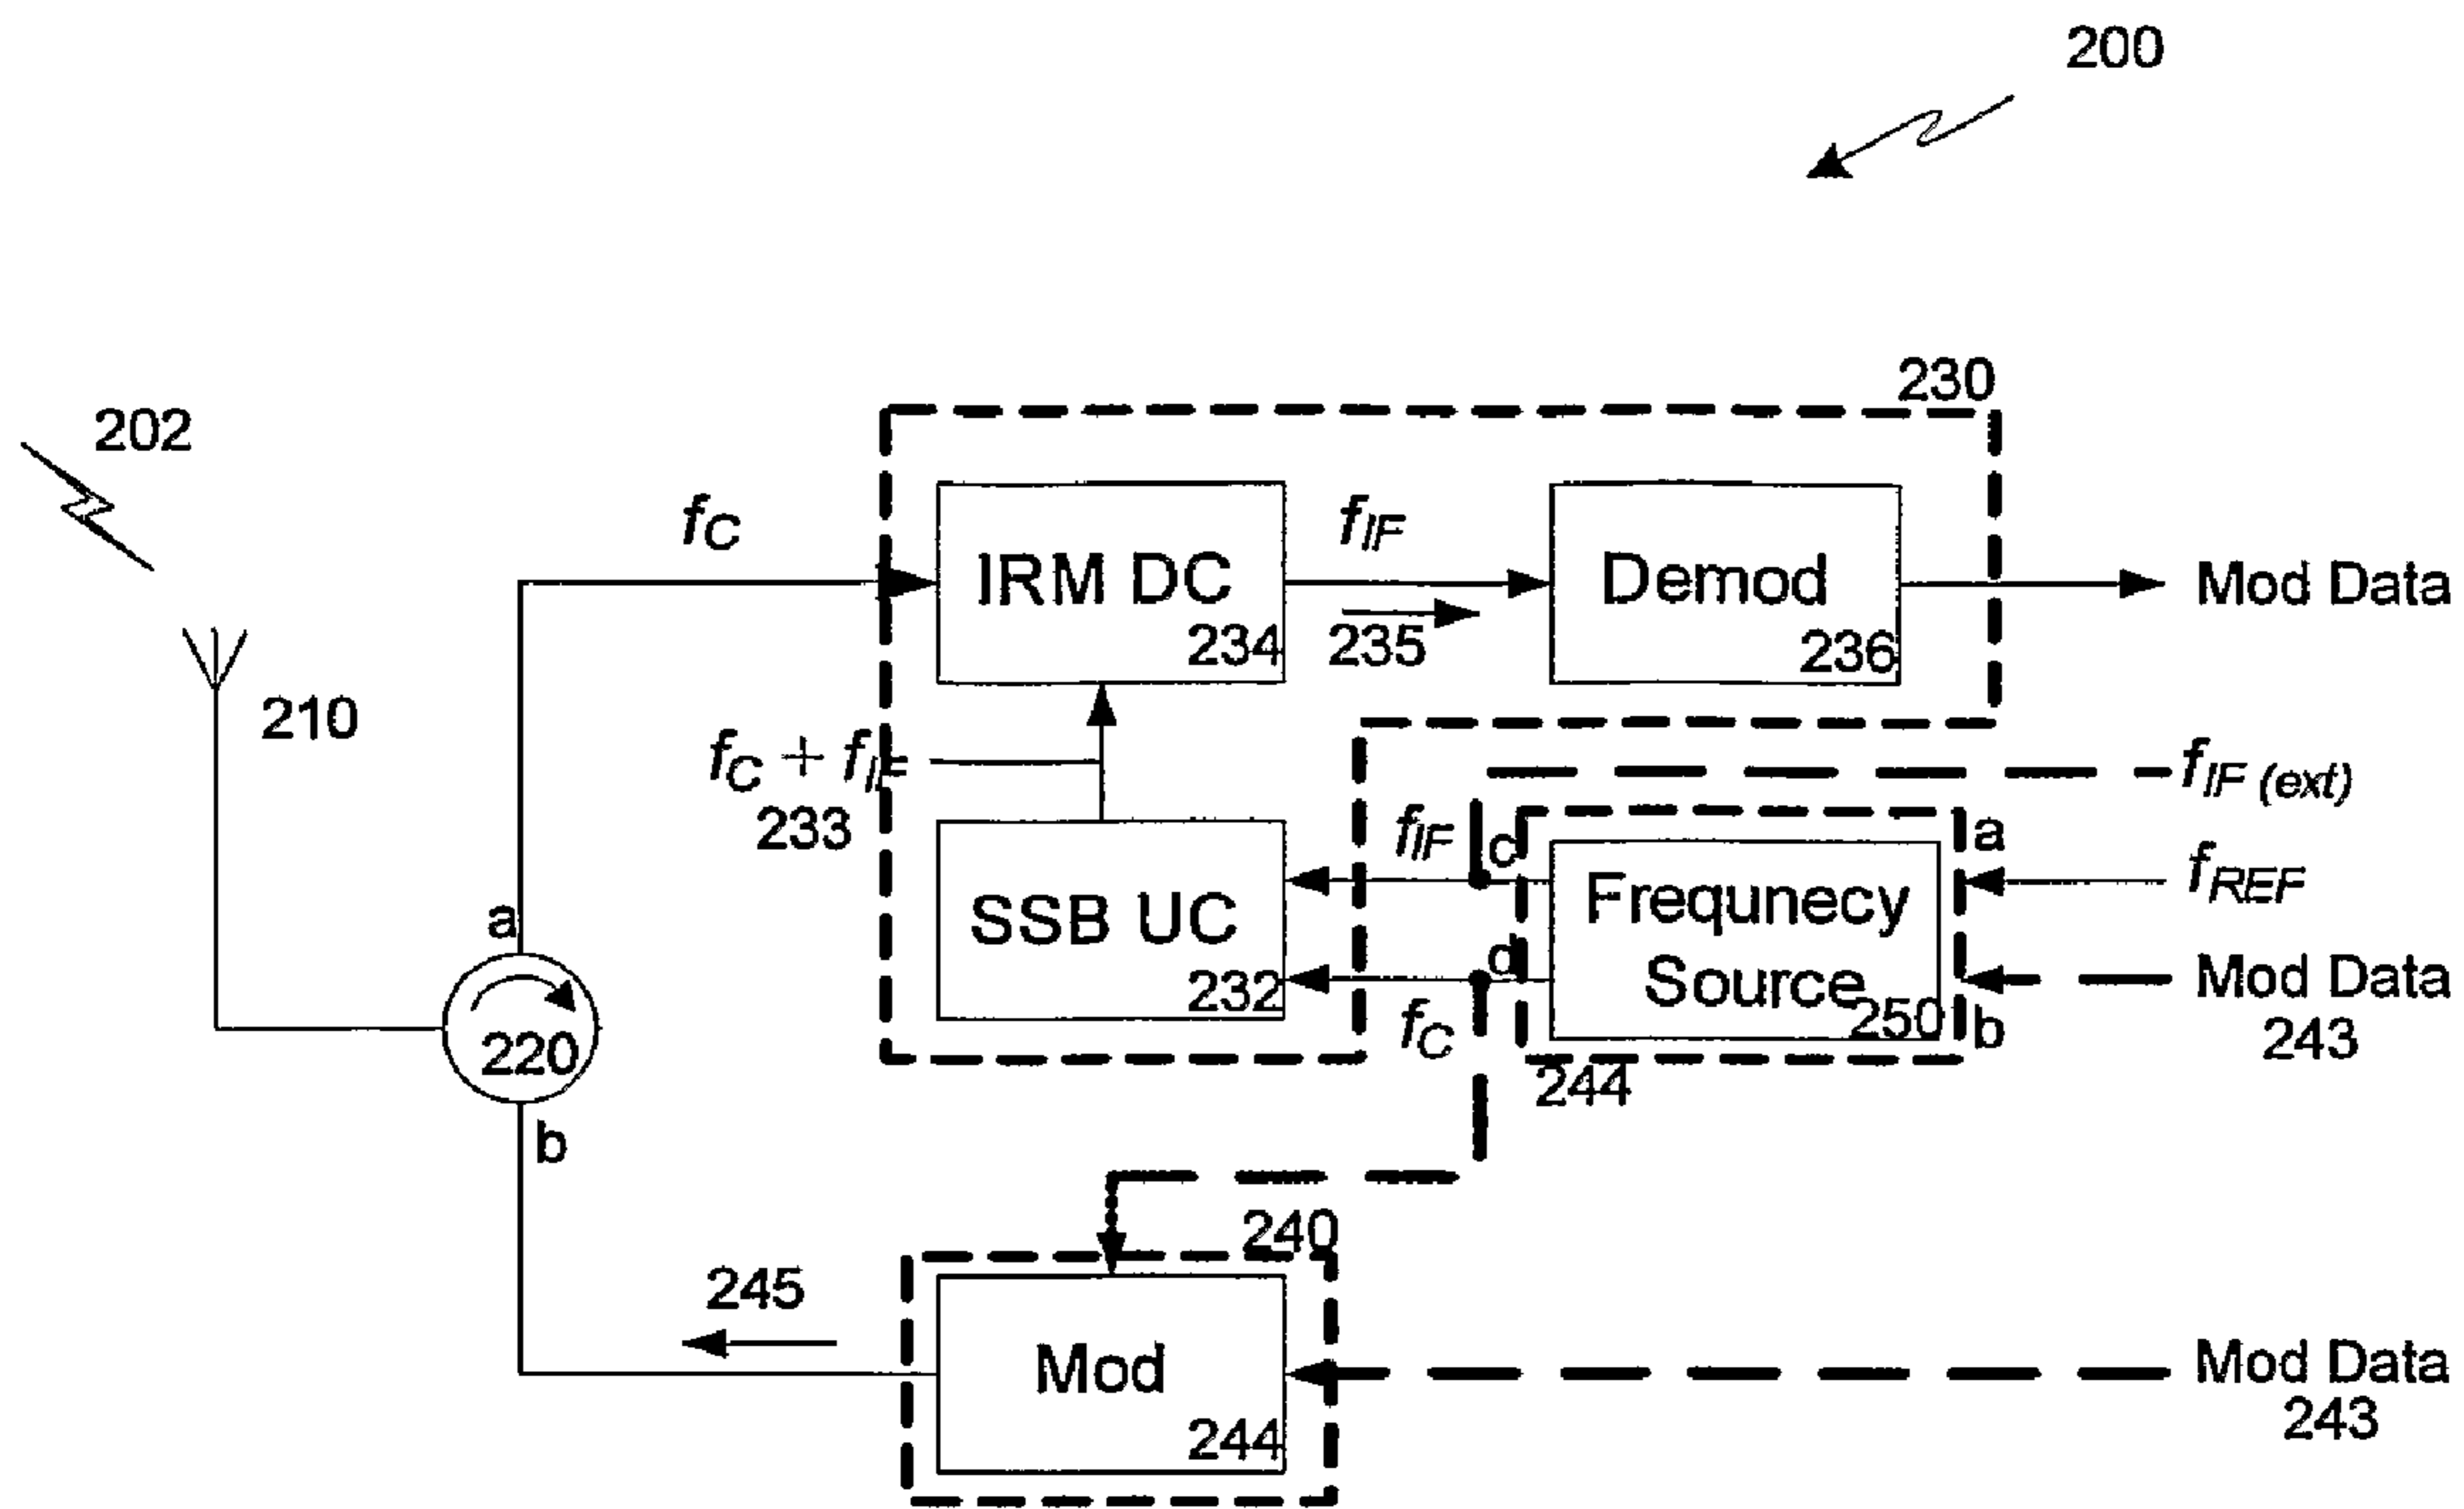 200
202
230
fC
IRM DC
234
fIF
235
Demod
236
Mod Data
210
fC + fIF
233
fIF (ext)
fIF
c
a
fREF
SSB UC
232
d
fC
Frequnecy
Source
250
b
Mod Data
243
244
a
220
b
240
245
Mod
244
Mod Data
243